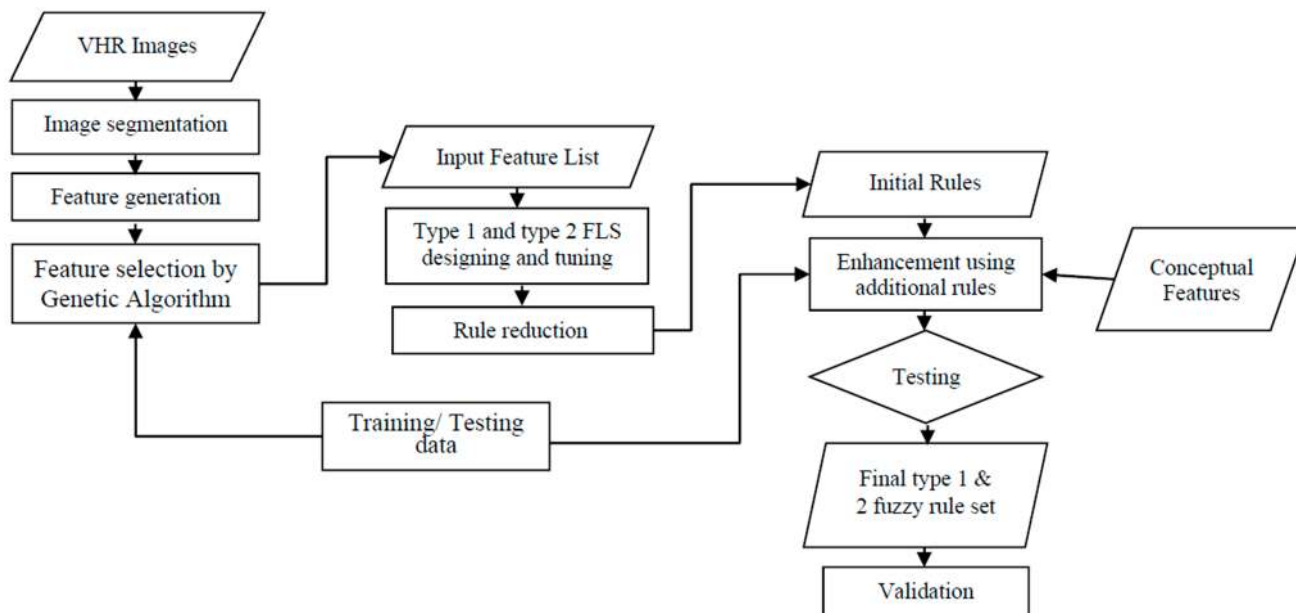 VHR Images
Image segmentation
Feature generation
Feature selection by
Genetic Algorithm
Input Feature List
Type 1 and type 2 FLS
designing and tuning
Rule reduction
Training/ Testing
data
Initial Rules
Enhancement using
additional rules
Conceptual
Features
Testing
Final type 1 &
2 fuzzy rule set
Validation